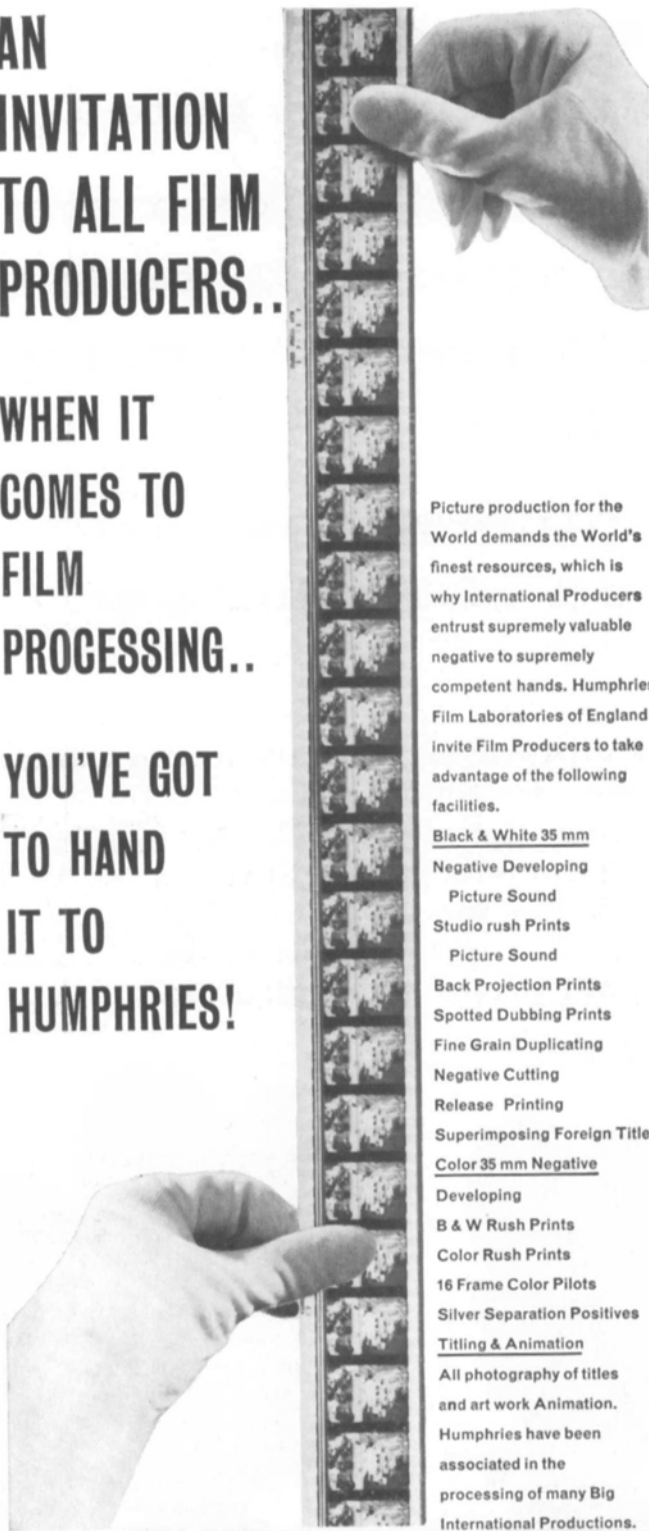 AN
INVITATION
TO ALL FILM
PRODUCERS..
WHEN IT
COMES TO
FILM
PROCESSING..
YOU'VE GOT
TO HAND
IT TO
HUMPHRIES!
Picture production for the
World demands the World's
finest resources, which is
why International Producers
entrust supremely valuable
negative to supremely
competent hands. Humphries
Film Laboratories of England
invite Film Producers to take
advantage of the following
facilities.
Black & White 35 mm
Negative Developing
Picture Sound
Studio rush Prints
Picture Sound
Back Projection Prints
Spotted Dubbing Prints
Fine Grain Duplicating
Negative Cutting
Release Printing
Superimposing Foreign Title
Color 35 mm Negative
Developing
B & W Rush Prints
Color Rush Prints
16 Frame Color Pilots
Silver Separation Positives
Titling & Animation
All photography of titles
and art work Animation.
Humphries have been
associated in the
processing of many Big
International Productions.